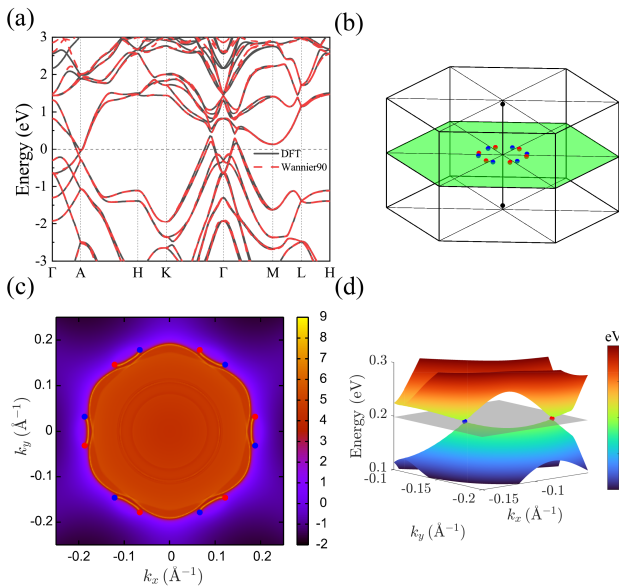 (a)
3
2
1
0
-1
-2
-3
Energy (eV)
DFT
Wannier90
Γ A H K Γ M L H
(b)
(c)
0.2
0.1
0
-0.1
-0.2
k_y (Å⁻¹)
-0.2 -0.1 0 0.1 0.2
k_x (Å⁻¹)
9
8
7
6
5
4
3
2
1
0
-1
-2
(d)
eV
0.3
0.2
0.1
Energy (eV)
-0.1
-0.15
-0.2
-0.15
-0.1
k_y (Å⁻¹)
k_x (Å⁻¹)